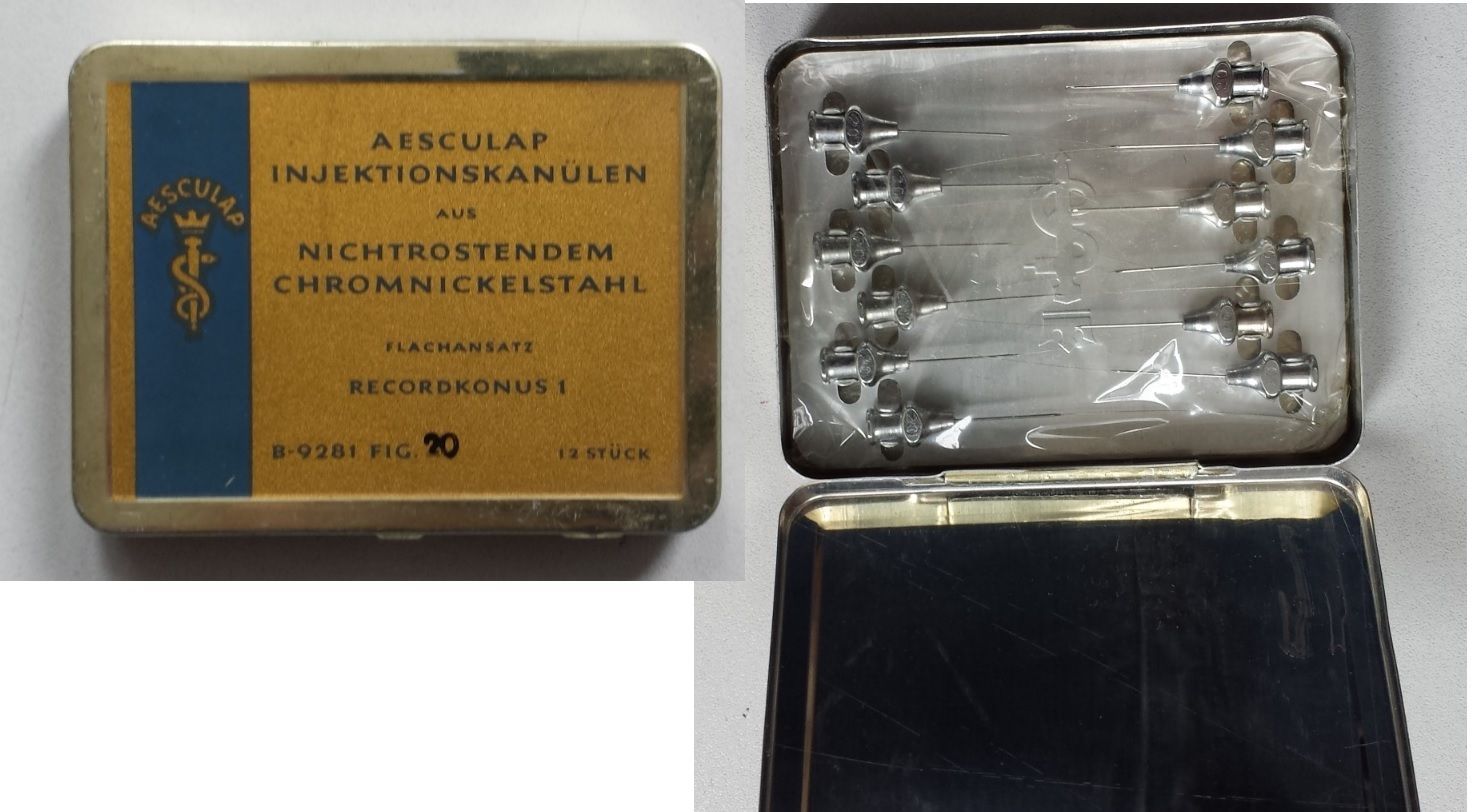 AESCULAP
AESCULAP
INJEKTIONSKANÜLEN
AUS
NICHTROSTENDEM
CHROMNICKELSTAHL
FLACHANSATZ
RECORDKONUS 1
B-9281 FIG. 20
12 STÜCK